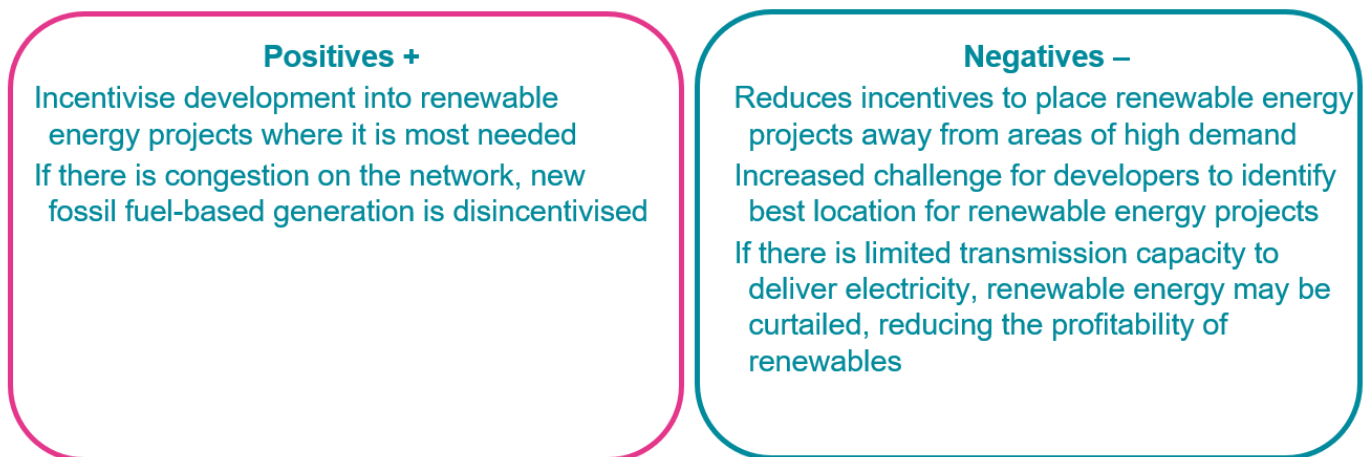 Positives +
Incentivise development into renewable
energy projects where it is most needed
If there is congestion on the network, new
fossil fuel-based generation is disincentivised
Negatives –
Reduces incentives to place renewable energy
projects away from areas of high demand
Increased challenge for developers to identify
best location for renewable energy projects
If there is limited transmission capacity to
deliver electricity, renewable energy may be
curtailed, reducing the profitability of
renewables